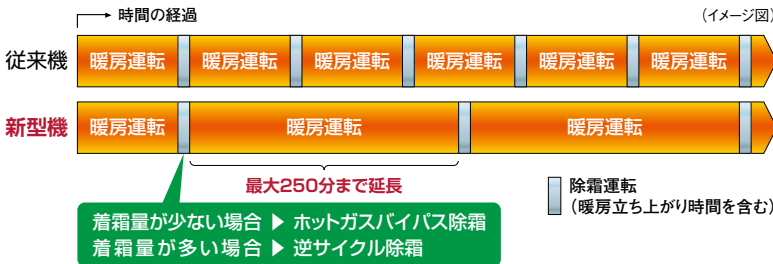 時間の経過
(イメージ図)
従来機 暖房運転 暖房運転 暖房運転 暖房運転 暖房運転 暖房運転
新型機 暖房運転 暖房運転 暖房運転
最大250分まで延長
除霜運転
(暖房立ち上がり時間を含む)
着霜量が少ない場合 ▶ ホットガスバイパス除霜
着霜量が多い場合 ▶ 逆サイクル除霜